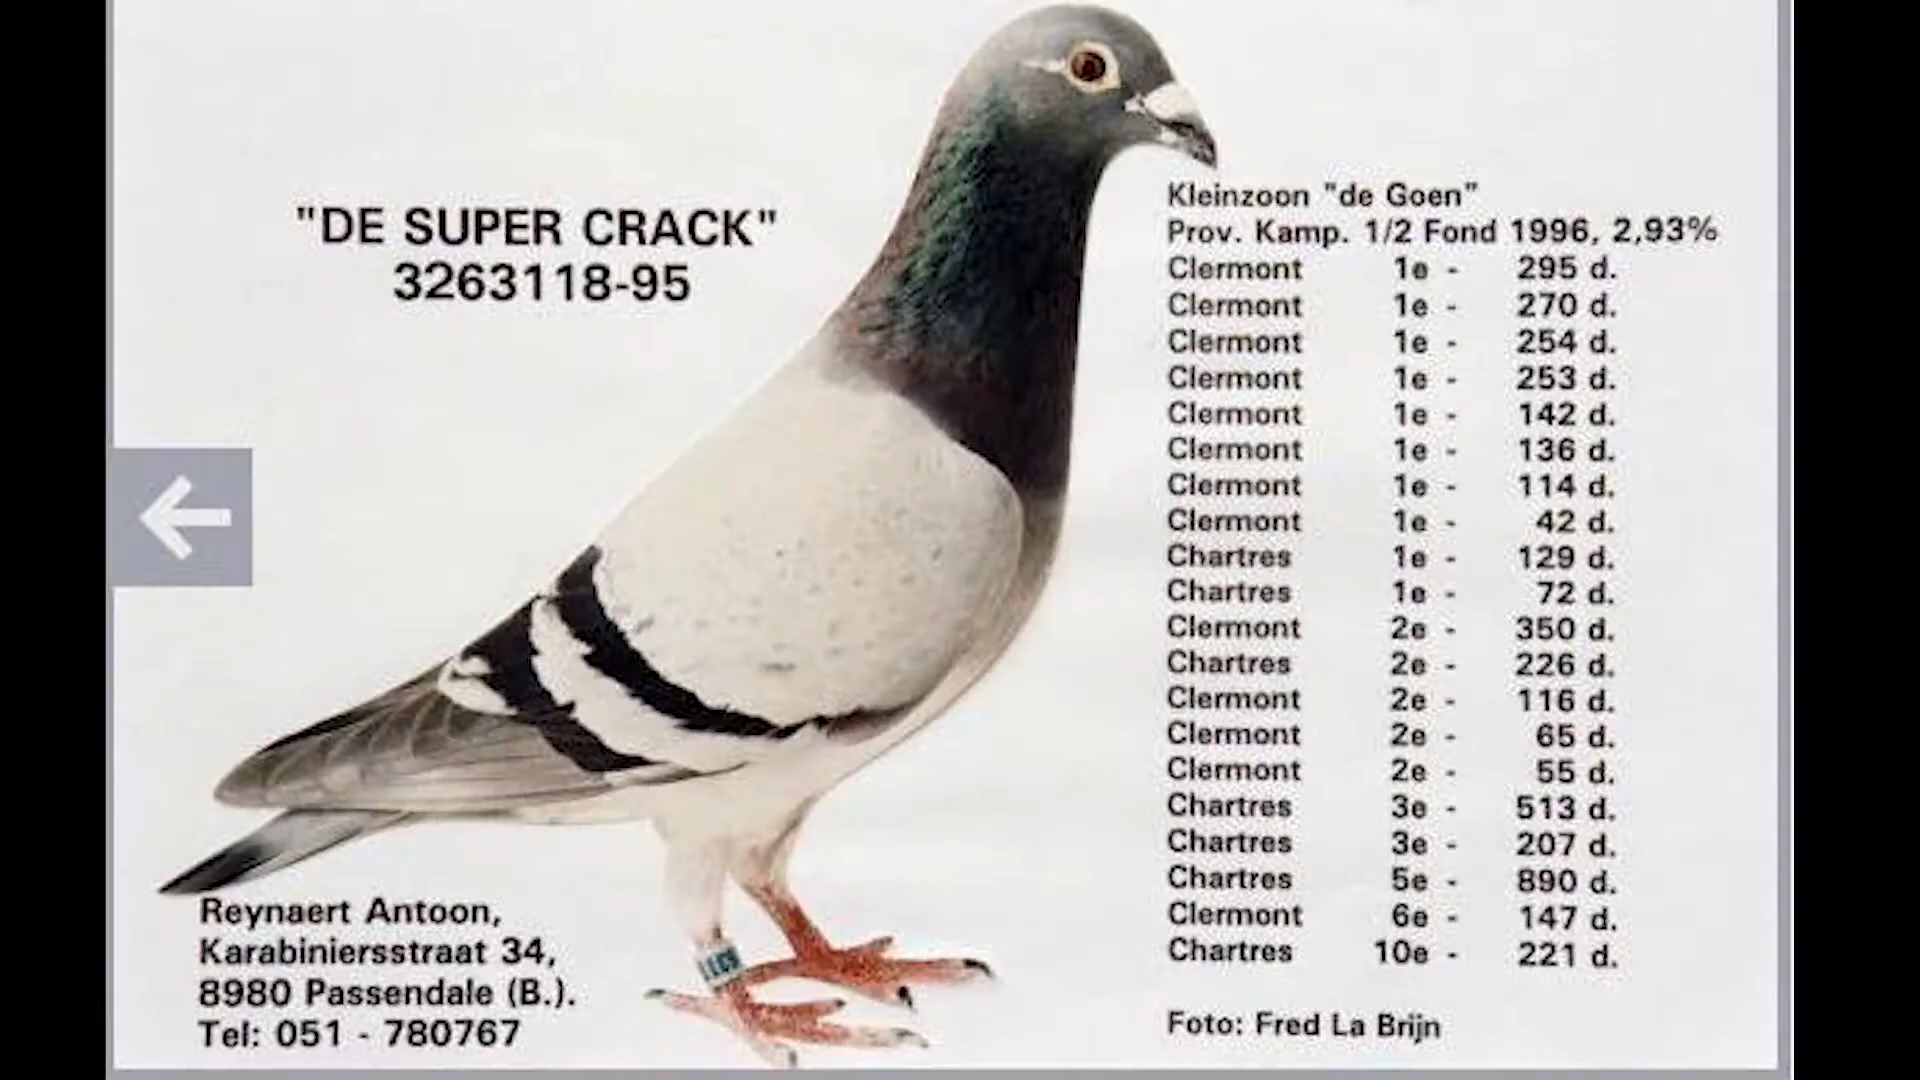 "DE SUPER CRACK"
3263118-95
Kleinzoon "de Goen"
Prov. Kamp. 1/2 Fond 1996, 2,93%
Clermont 1e - 295 d.
Clermont 1e - 270 d.
Clermont 1e - 254 d.
Clermont 1e - 253 d.
Clermont 1e - 142 d.
Clermont 1e - 136 d.
Clermont 1e - 114 d.
Clermont 1e - 42 d.
Chartres 1e - 129 d.
Chartres 1e - 72 d.
Clermont 2e - 350 d.
Chartres 2e - 226 d.
Clermont 2e - 116 d.
Clermont 2e - 65 d.
Clermont 2e - 55 d.
Chartres 3e - 513 d.
Chartres 3e - 207 d.
Chartres 5e - 890 d.
Clermont 6e - 147 d.
Chartres 10e - 221 d.
Reynaert Antoon,
Karabiniersstraat 34,
8980 Passendale (B.).
Tel: 051 - 780767
Foto: Fred La Brijn